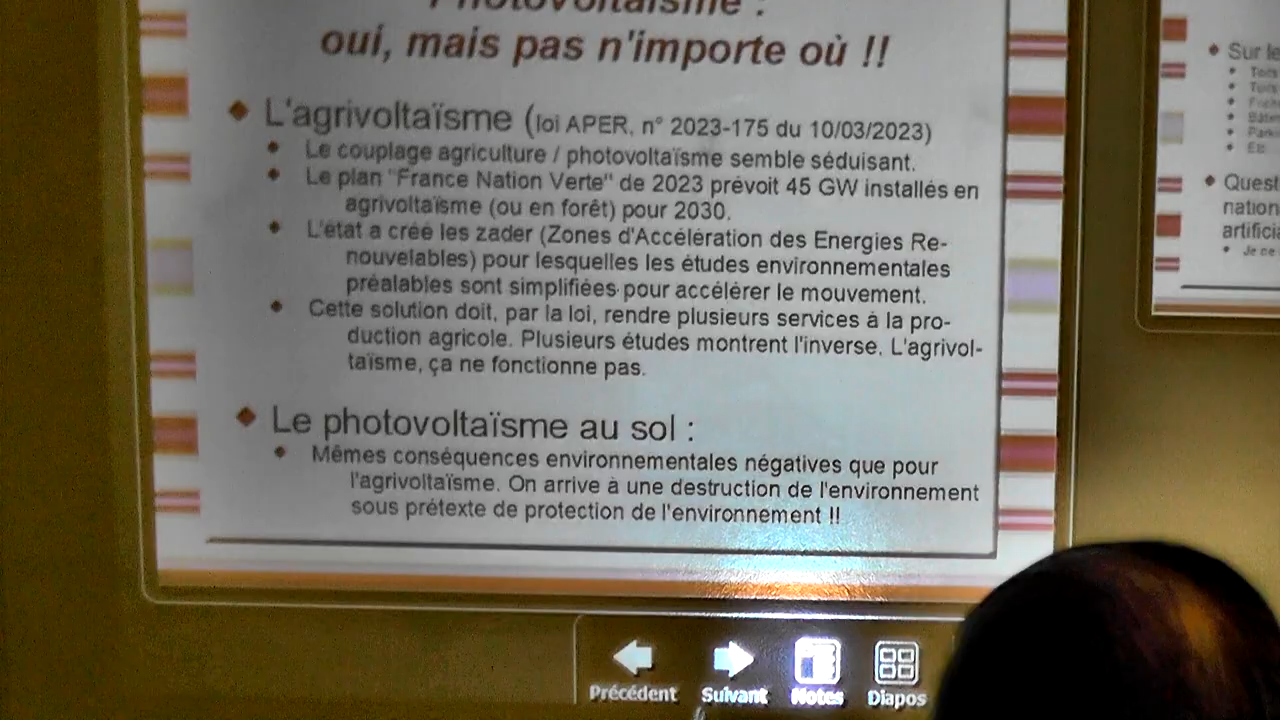 Photovoltaïsme :
oui, mais pas n'importe où !!
L'agrivoltaïsme (loi APER, n° 2023-175 du 10/03/2023)
Le couplage agriculture / photovoltaïsme semble séduisant.
Le plan "France Nation Verte" de 2023 prévoit 45 GW installés en
agrivoltaïsme (ou en forêt) pour 2030.
L'état a créé les zader (Zones d'Accélération des Energies Re-
nouvelables) pour lesquelles les études environnementales
préalables sont simplifiées pour accélérer le mouvement.
Cette solution doit, par la loi, rendre plusieurs services à la pro-
duction agricole. Plusieurs études montrent l'inverse. L'agrivol-
taïsme, ça ne fonctionne pas.
Le photovoltaïsme au sol :
Mêmes conséquences environnementales négatives que pour
l'agrivoltaïsme. On arrive à une destruction de l'environnement
sous prétexte de protection de l'environnement !!
Sur le
Quest
nation
artificia
Je ne
Précédent Suivant Notes Diapos